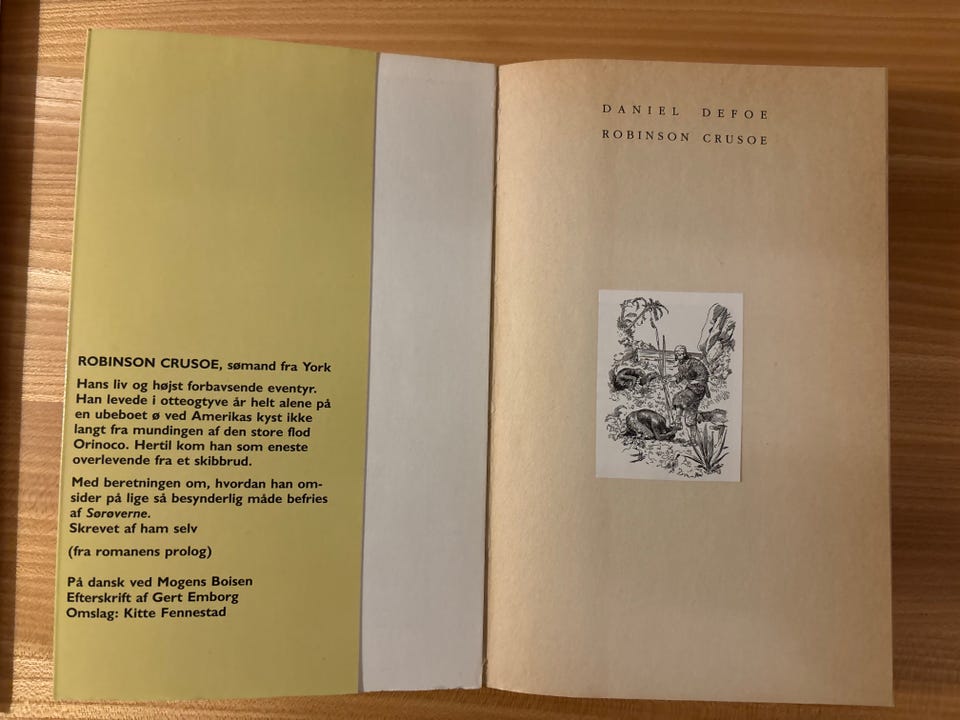 ROBINSON CRUSOE, sømand fra York
Hans liv og højst forbavsende eventyr.
Han levede i otteogtyve år helt alene på
en ubeboet ø ved Amerikas kyst ikke
langt fra mundingen af den store flod
Orinoco. Hertil kom han som eneste
overlevende fra et skibbrud.
Med beretningen om, hvordan han om-
sider på lige så besynderlig måde befries
af Sørøverne.
Skrevet af ham selv
(fra romanens prolog)
På dansk ved Mogens Boisen
Efterskrift af Gert Emborg
Omslag: Kitte Fennestad
DANIEL DEFOE
ROBINSON CRUSOE